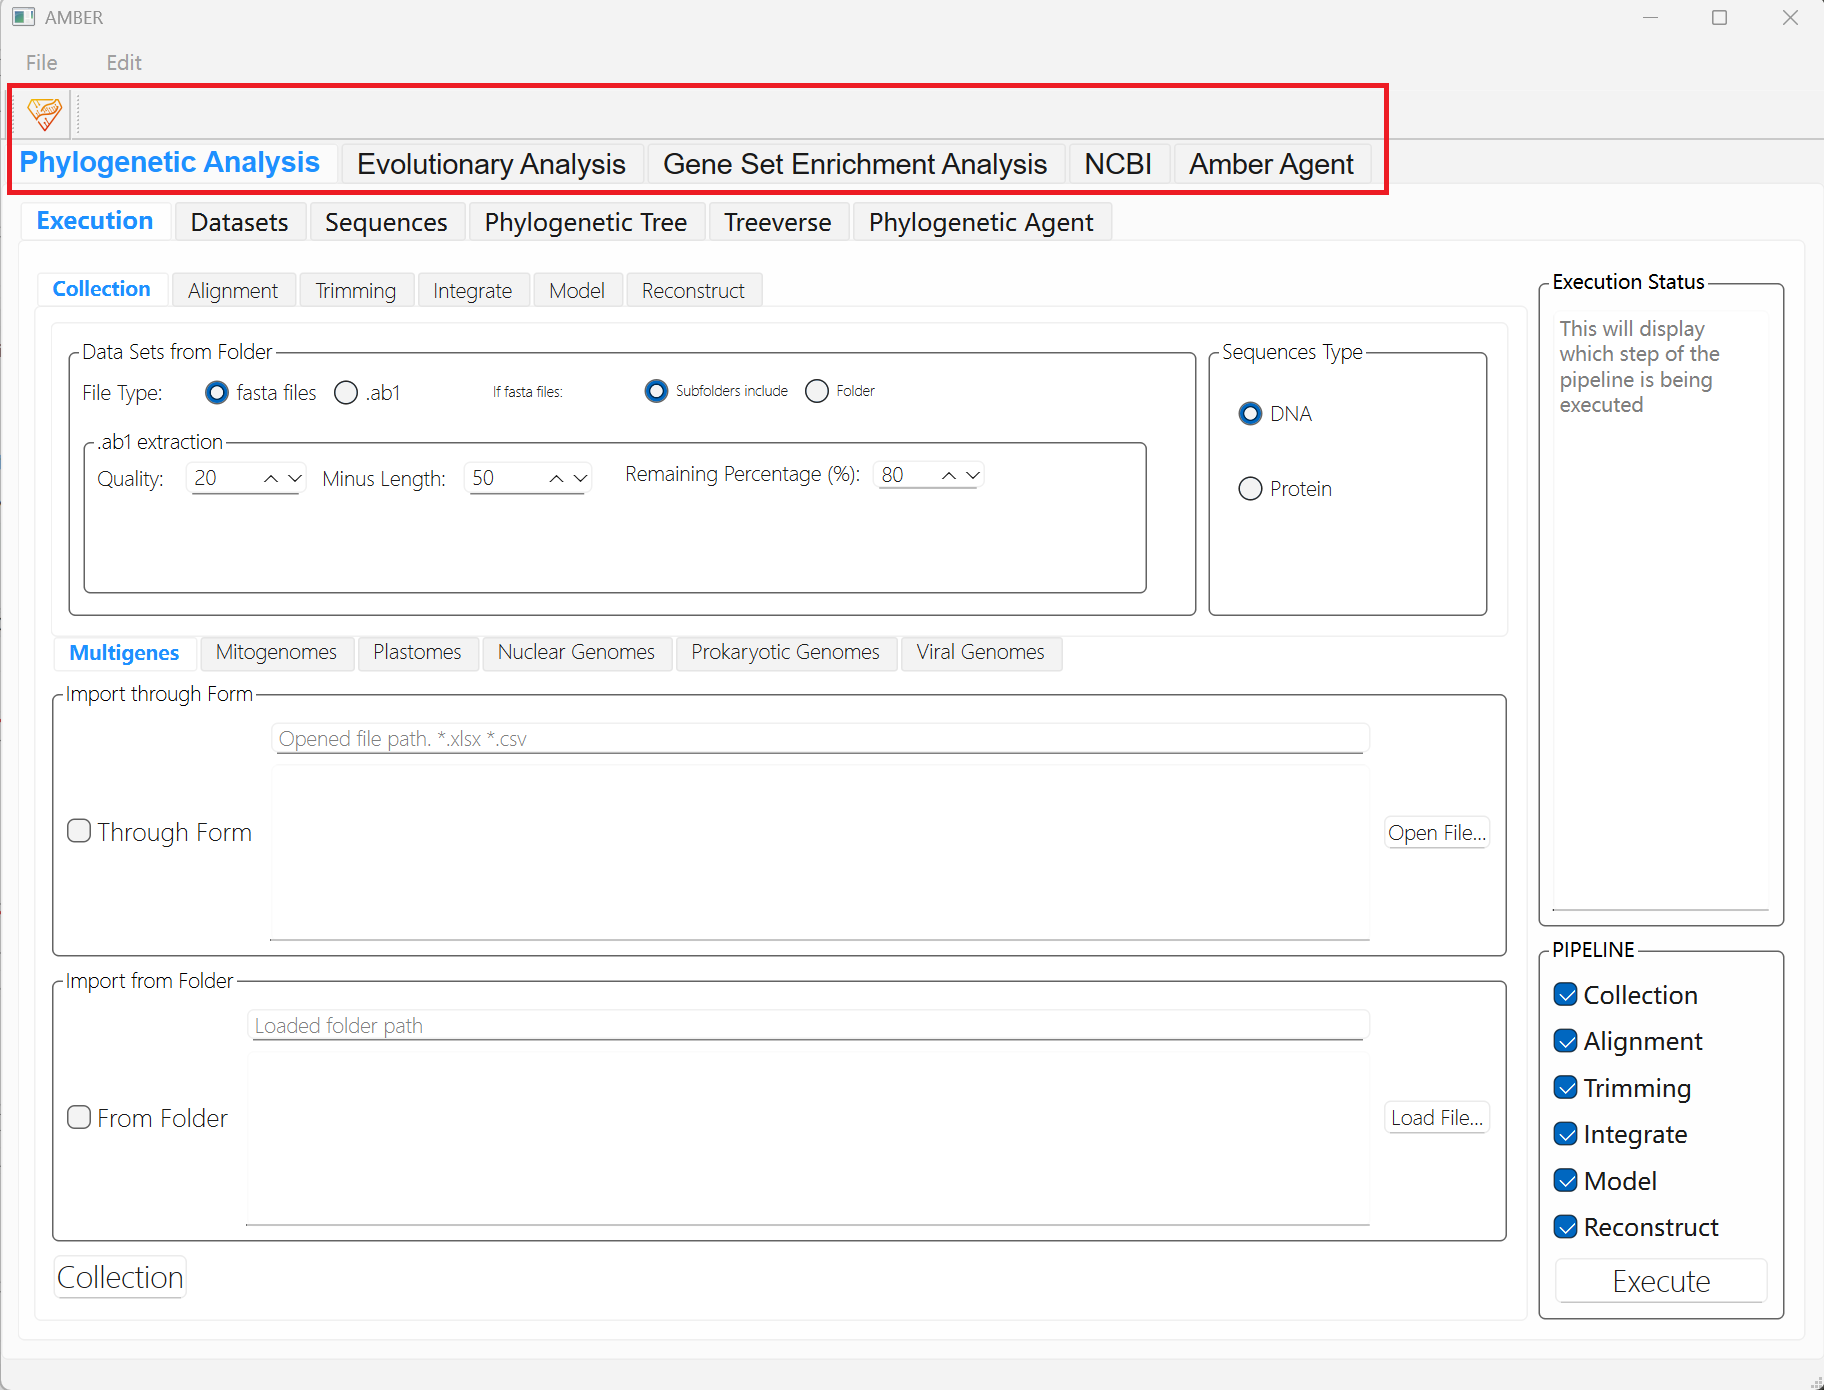 AMBER
File Edit
Phylogenetic Analysis Evolutionary Analysis Gene Set Enrichment Analysis NCBI Amber Agent
Execution Datasets Sequences Phylogenetic Tree Treeverse Phylogenetic Agent
Collection Alignment Trimming Integrate Model Reconstruct
Data Sets from Folder
File Type: fasta files .ab1 If fasta files: Subfolders include Folder
.ab1 extraction
Quality: 20 Minus Length: 50 Remaining Percentage (%): 80
Sequences Type
DNA
Protein
Multigenes Mitogenomes Plastomes Nuclear Genomes Prokaryotic Genomes Viral Genomes
Import through Form
Opened file path. *.xlsx *.csv
Through Form
Open File...
Import from Folder
Loaded folder path
From Folder
Load File...
Collection
Execution Status
This will display
which step of the
pipeline is being
executed
PIPELINE
Collection
Alignment
Trimming
Integrate
Model
Reconstruct
Execute